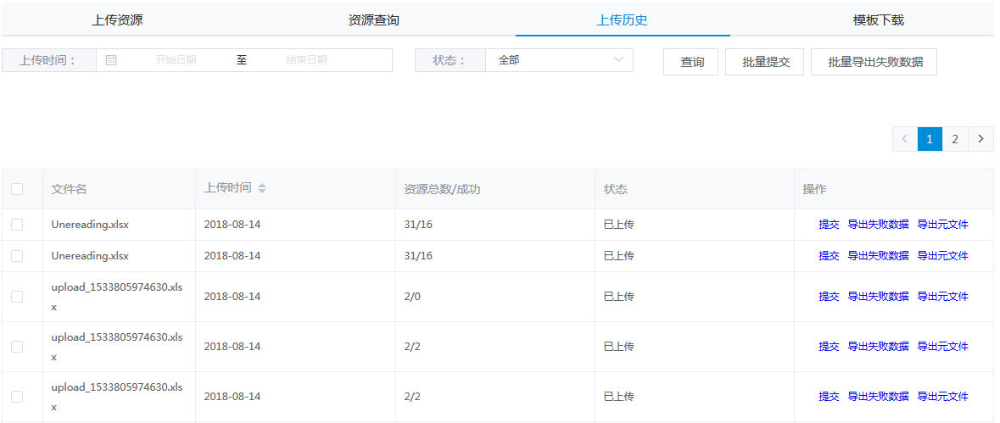 上传资源 资源查询 上传历史 模板下载
上传时间： 开始日期 至 结束日期 状态： 全部 查询 批量提交 批量导出失败数据
1 2
文件名 上传时间 资源总数/成功 状态 操作
Unereading.xlsx 2018-08-14 31/16 已上传 提交 导出失败数据 导出元文件
Unereading.xlsx 2018-08-14 31/16 已上传 提交 导出失败数据 导出元文件
upload_1533805974630.xls 2018-08-14 2/0 已上传 提交 导出失败数据 导出元文件
x
upload_1533805974630.xls 2018-08-14 2/2 已上传 提交 导出失败数据 导出元文件
x
upload_1533805974630.xls 2018-08-14 2/2 已上传 提交 导出失败数据 导出元文件
x